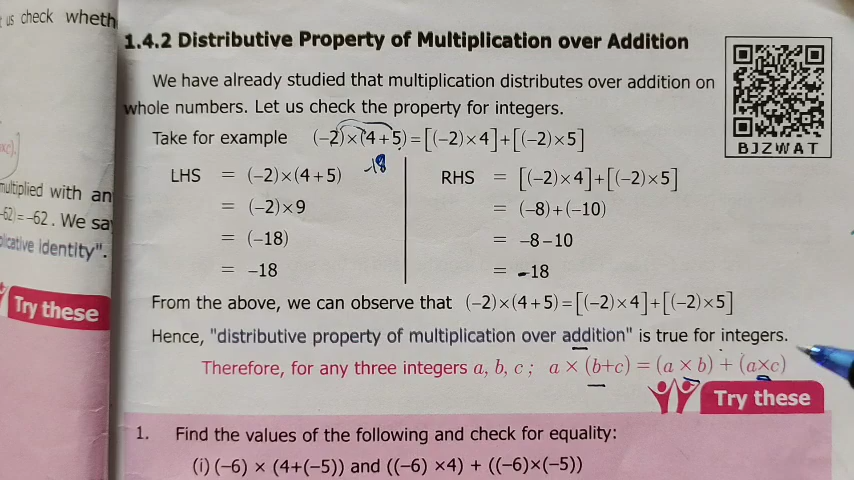 us check wheth
1.4.2 Distributive Property of Multiplication over Addition
We have already studied that multiplication distributes over addition on
whole numbers. Let us check the property for integers.
BJZWAT
Take for example (−2)×(4+5)=[(−2)×4]+[(−2)×5]
-18
LHS = (−2)×(4+5)
= (−2)×9
= (−18)
= −18
RHS = [(−2)×4]+[(−2)×5]
= (−8)+(−10)
= −8−10
= −18
From the above, we can observe that (−2)×(4+5)=[(−2)×4]+[(−2)×5]
Hence, "distributive property of multiplication over addition" is true for integers.
Therefore, for any three integers a, b, c ; a × (b+c) = (a × b) + (a×c)
Try these
1. Find the values of the following and check for equality:
(i) (−6) × (4+(−5)) and ((−6) ×4) + ((−6)×(−5))
×c)
multiplied with an
-62)=−62. We say
plicative identity".
Try these